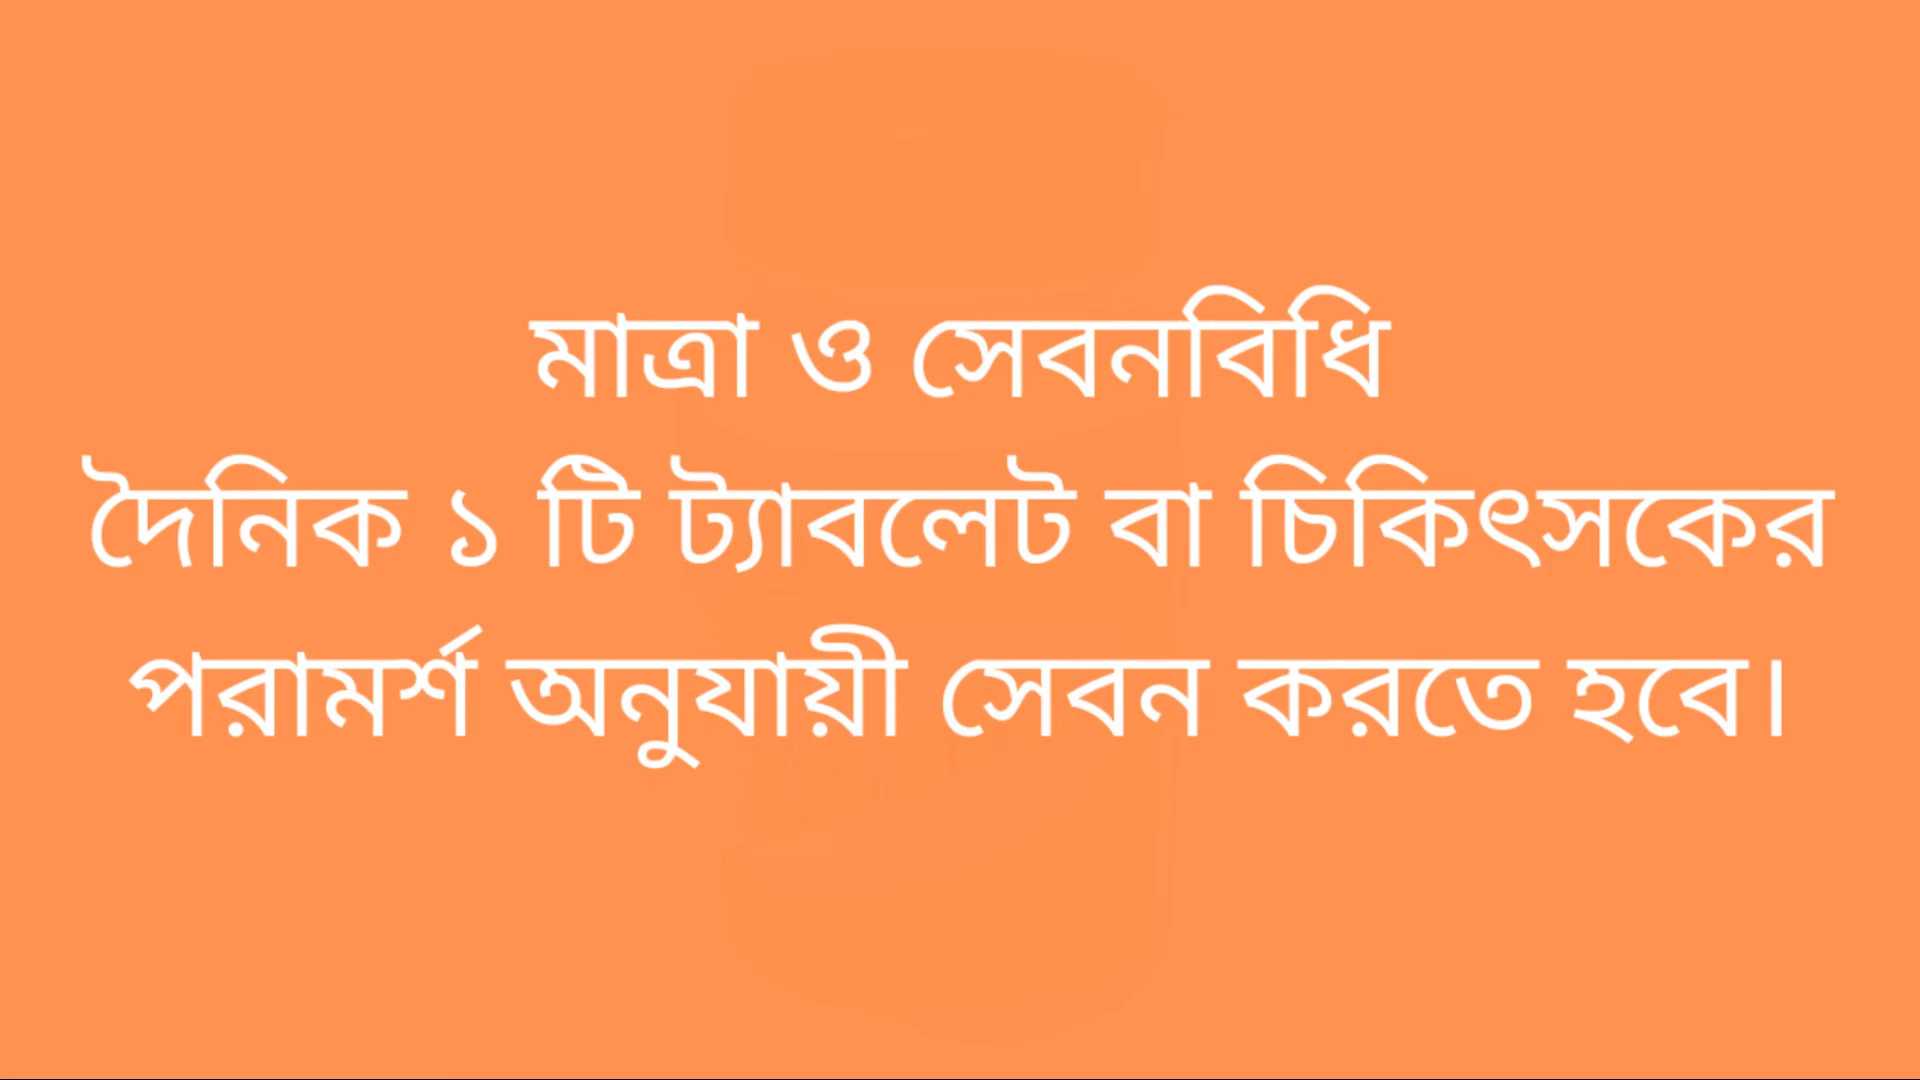 মাত্রা ও সেবনবিধি
দৈনিক ১ টি ট্যাবলেট বা চিকিৎসকের
পরামর্শ অনুযায়ী সেবন করতে হবে।